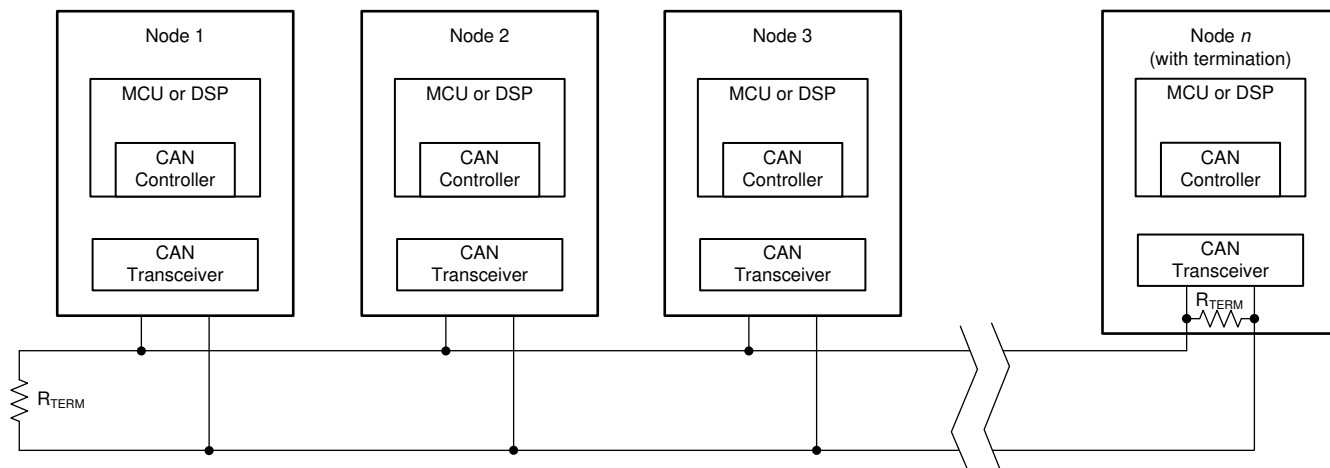 Node 1
MCU or DSP
CAN
Controller
CAN
Transceiver
Node 2
MCU or DSP
CAN
Controller
CAN
Transceiver
Node 3
MCU or DSP
CAN
Controller
CAN
Transceiver
Node n
(with termination)
MCU or DSP
CAN
Controller
CAN
Transceiver
RTERM
RTERM